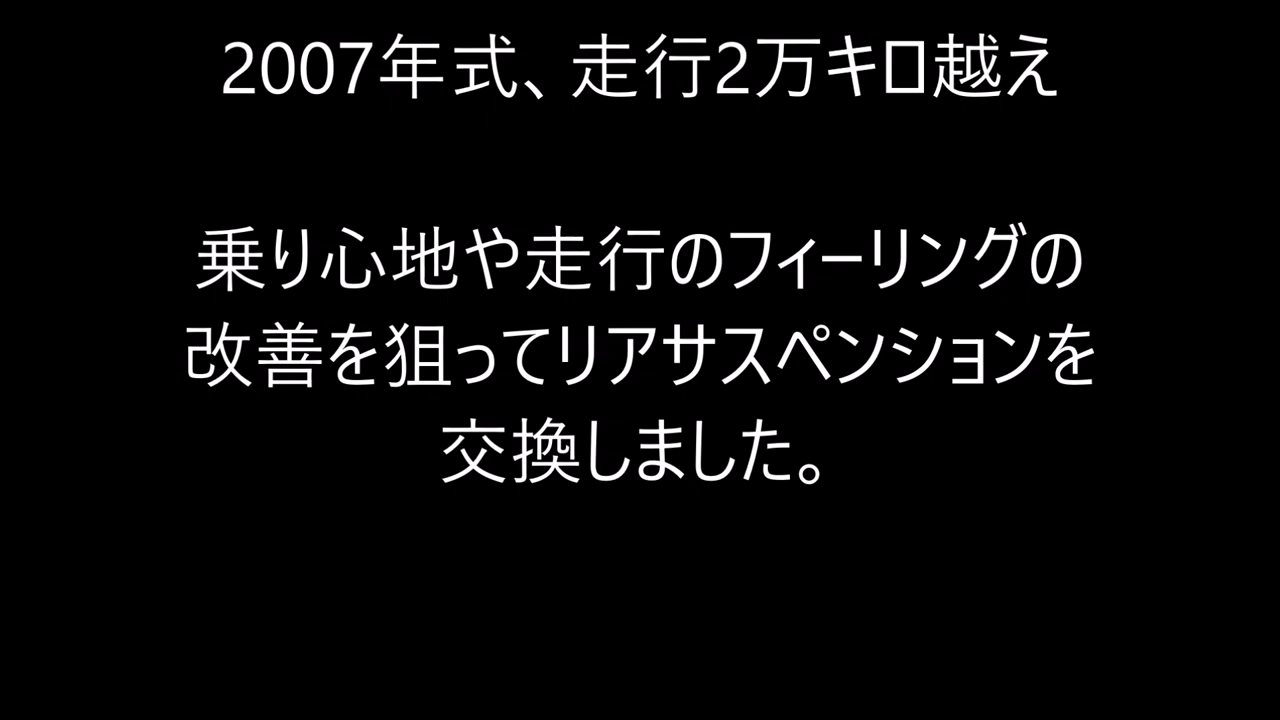 2007年式、走行2万キロ越え
乗り心地や走行のフィーリングの
改善を狙ってリアサスペンションを
交換しました。